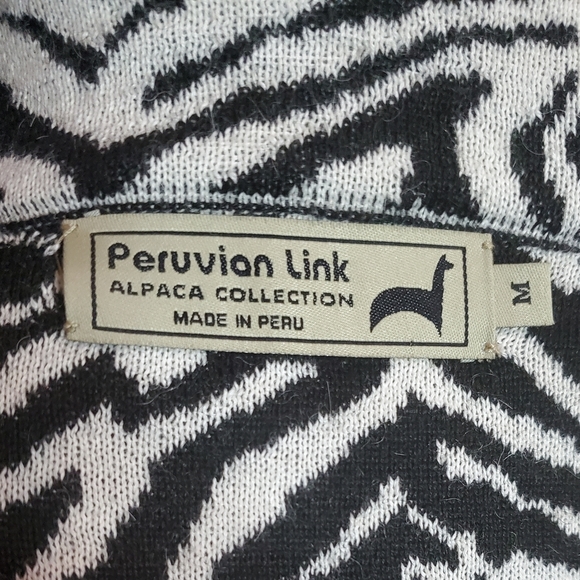 Peruvian Link
ALPACA COLLECTION
MADE IN PERU
M